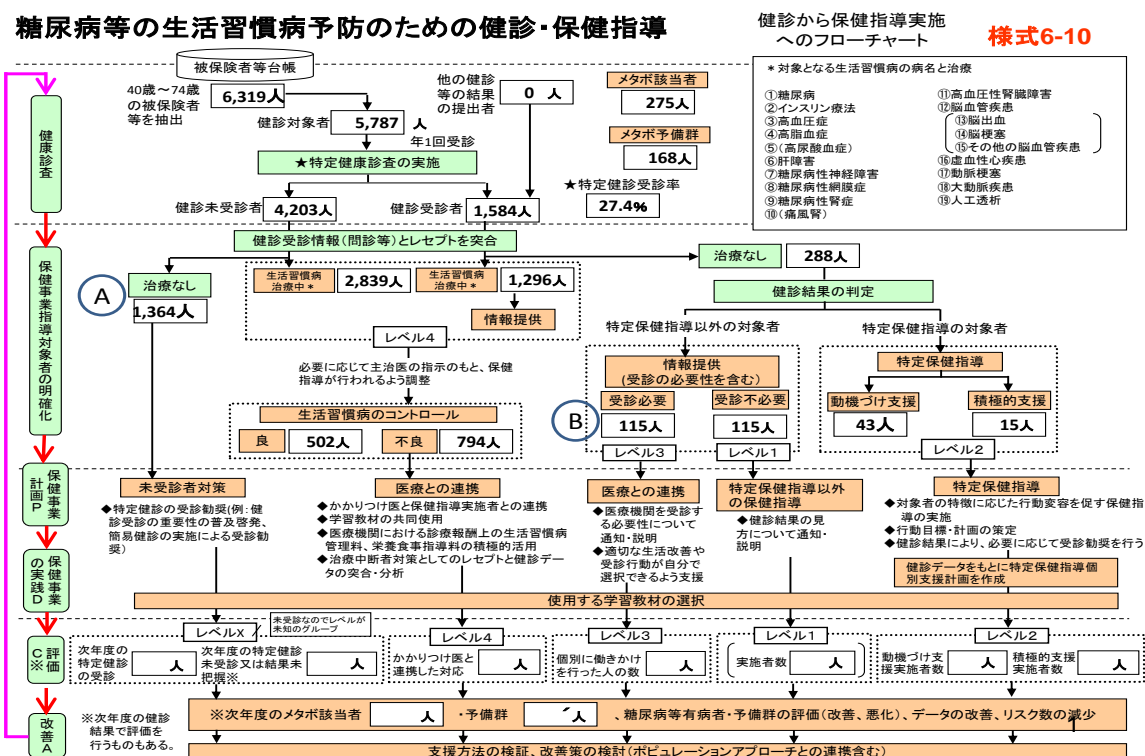 糖尿病等の生活習慣病予防のための健診・保健指導
健診から保健指導実施
へのフローチャート
様式6-10
被保険者等台帳
40歳～74歳
の被保険者
等を抽出
6,319人
健診対象者
5,787 人
年1回受診
他の健診
等の結果
の提出者
0 人
メタボ該当者
275人
メタボ予備群
168人
★特定健診受診率
27.4%
＊対象となる生活習慣病の病名と治療
①糖尿病
②インスリン療法
③高血圧症
④高脂血症
⑤(高尿酸血症)
⑥肝障害
⑦糖尿病性神経障害
⑧糖尿病性網膜症
⑨糖尿病性腎症
⑩(痛風腎)
⑪高血圧性腎臓障害
⑫脳血管疾患
⑬脳出血
⑭脳梗塞
⑮その他の脳血管疾患
⑯虚血性心疾患
⑰動脈梗塞
⑱大動脈疾患
⑲人工透析
健康診査
★特定健康診査の実施
健診未受診者
4,203人
健診受診者
1,584人
健診受診情報(問診等)とレセプトを突合
保健事業指導対象者の明確化
A
治療なし
1,364人
生活習慣病
治療中＊
2,839人
生活習慣病
治療中＊
1,296人
情報提供
レベル4
治療なし
288人
健診結果の判定
特定保健指導以外の対象者
特定保健指導の対象者
必要に応じて主治医の指示のもと、保健
指導が行われるよう調整
生活習慣病のコントロール
良
502人
不良
794人
B
情報提供
(受診の必要性を含む)
受診必要
受診不必要
115人
115人
レベル3
レベル1
特定保健指導
動機づけ支援
積極的支援
43人
15人
レベル2
保健事業
計画P
未受診者対策
◆特定健診の受診勧奨(例:健
診受診の重要性の普及啓発、
簡易健診の実施による受診勧
奨)
医療との連携
◆かかりつけ医と保健指導実施者との連携
◆学習教材の共同使用
◆医療機関における診療報酬上の生活習慣病
管理料、栄養食事指導料の積極的活用
◆治療中断者対策としてのレセプトと健診デー
タの突合・分析
医療との連携
◆医療機関を受診す
る必要性について
通知・説明
◆適切な生活改善や
受診行動が自分で
選択できるよう支援
特定保健指導以外
の保健指導
◆健診結果の見
方について通知・
説明
特定保健指導
◆対象者の特徴に応じた行動変容を促す保健指
導の実施
◆行動目標・計画の策定
◆健診結果により、必要に応じて受診勧奨を行う
健診データをもとに特定保健指導個
別支援計画を作成
保健事業
の実践D
使用する学習教材の選択
評価
C※
レベルX
未受診なのでレベルが
未知のグループ
次年度の
特定健診
の受診
人
次年度の特定健診
未受診又は結果未
把握※
人
レベル4
かかりつけ医と
連携した対応
人
レベル3
個別に働きかけ
を行った人の数
人
レベル1
実施者数
人
レベル2
動機づけ支
援実施者数
人
積極的支援
実施者数
人
改善A
※次年度の健診
結果で評価を
行うものもある。
※次年度のメタボ該当者 人 ・予備群 人 、糖尿病等有病者・予備群の評価(改善、悪化)、データの改善、リスク数の減少
1
支援方法の検証、改善策の検討(ポピュレーションアプローチとの連携含む)